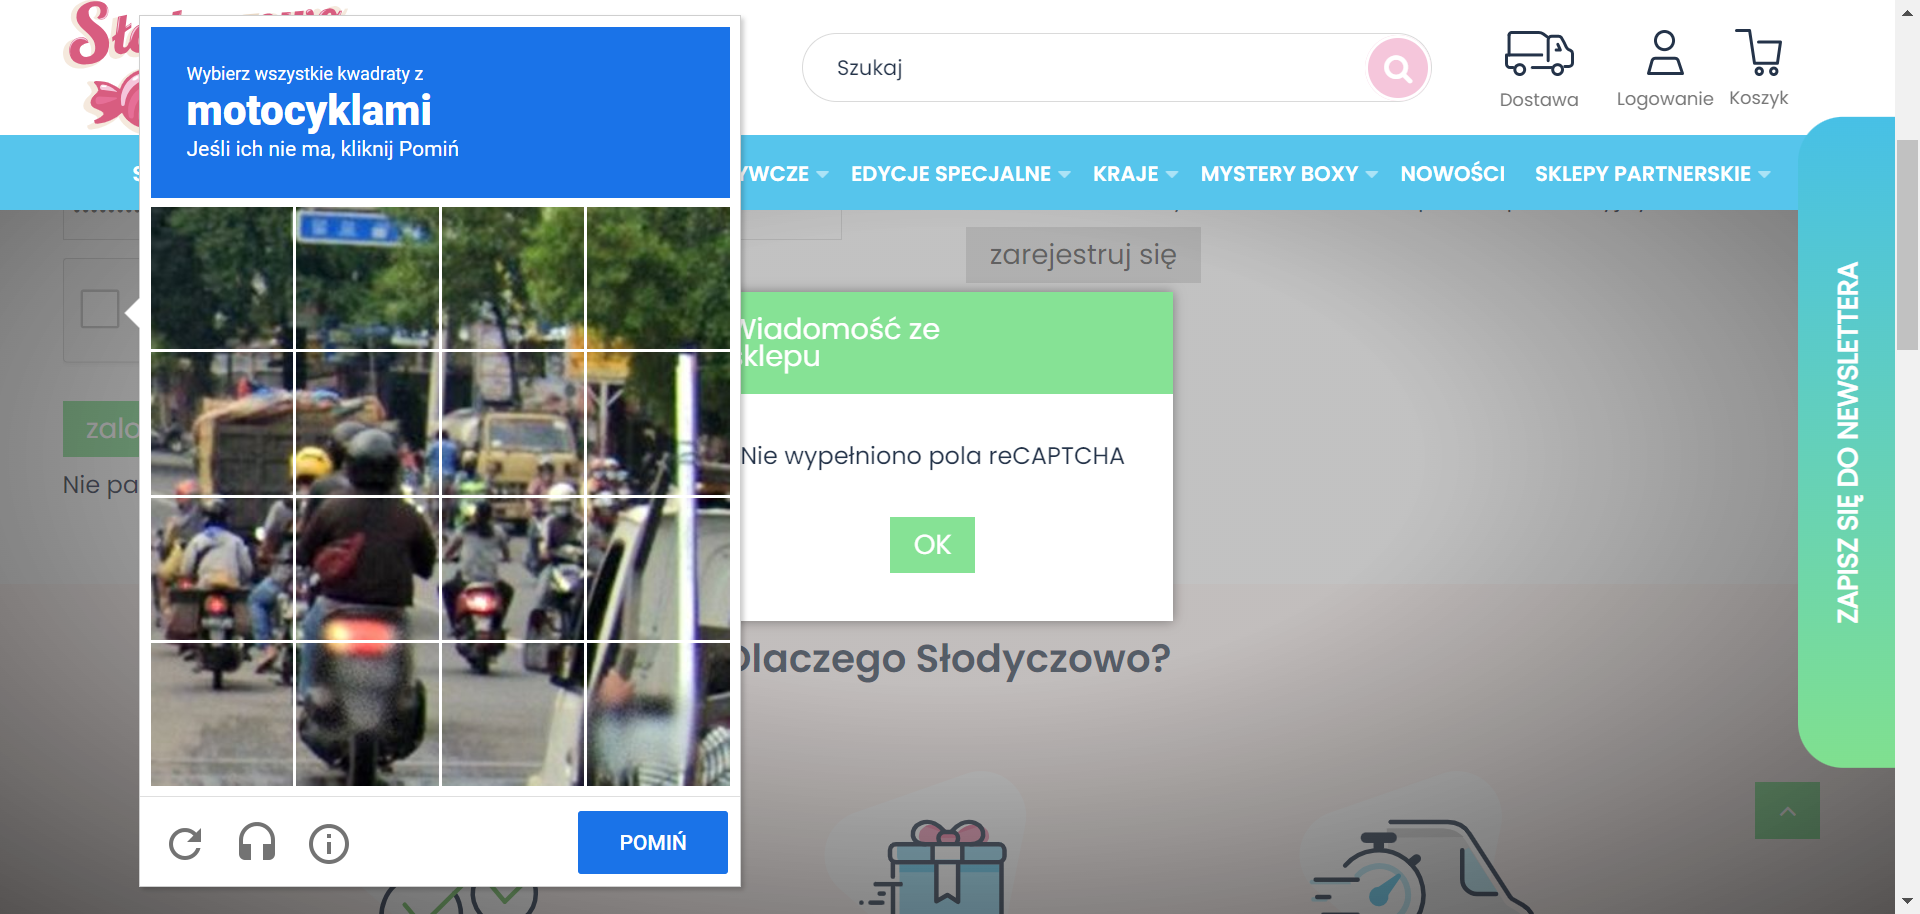 Szukaj
Dostawa
Logowanie
Koszyk
Wybierz wszystkie kwadraty z
motocyklami
Jeśli ich nie ma, kliknij Pomiń
EDYCJE SPECJALNE
KRAJE
MYSTERY BOXY
NOWOŚCI
SKLEPY PARTNERSKIE
zarejestruj się
ZAPISZ SIĘ DO NEWSLETTERA
Wiadomość ze
sklepu
Nie wypełniono pola reCAPTCHA
Nie pa
OK
Dlaczego Słodyczowo?
POMIŃ